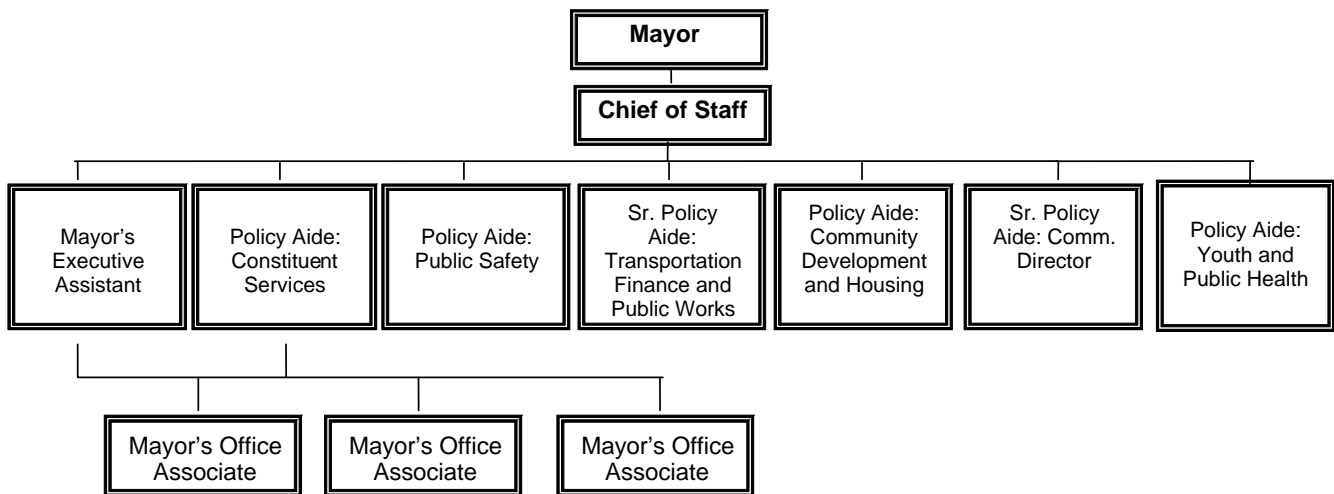 Mayor
Chief of Staff
Mayor's
Executive
Assistant
Policy Aide:
Constituent
Services
Policy Aide:
Public Safety
Sr. Policy
Aide:
Transportation
Finance and
Public Works
Policy Aide:
Community
Development
and Housing
Sr. Policy
Aide: Comm.
Director
Policy Aide:
Youth and
Public Health
Mayor's Office
Associate
Mayor's Office
Associate
Mayor's Office
Associate